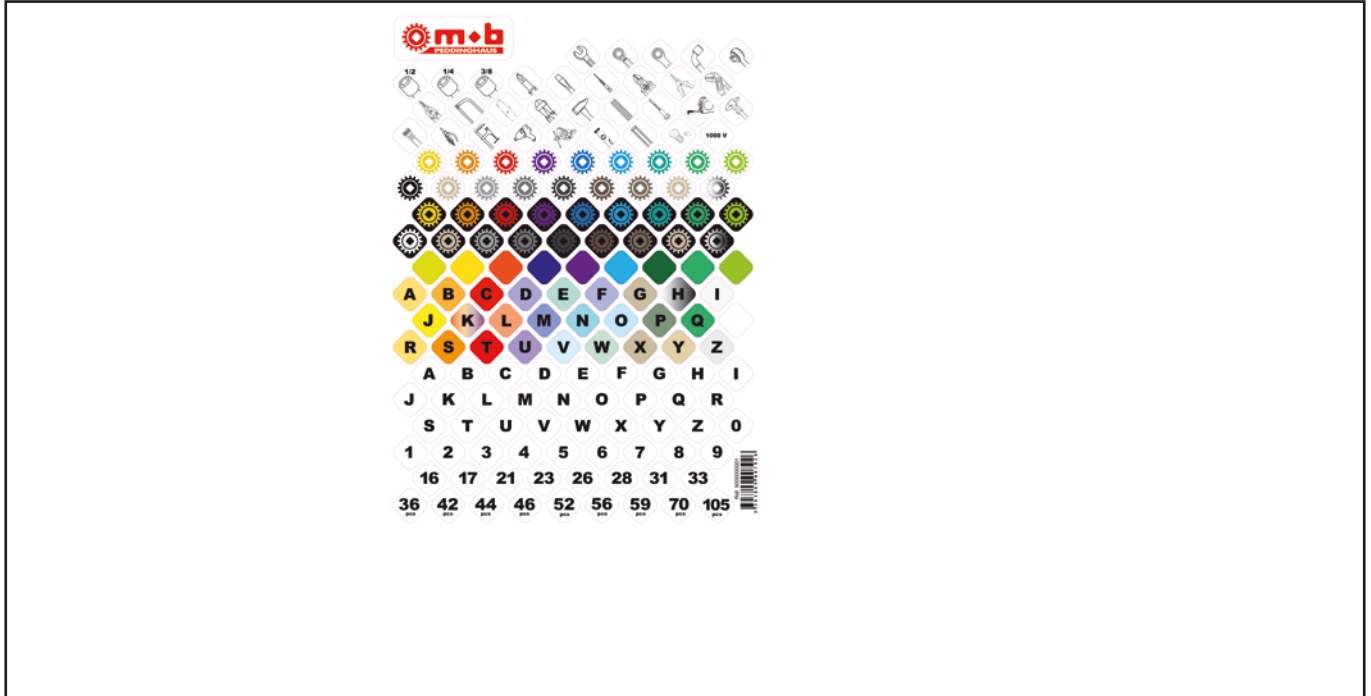 m b
PEDDINGHAUS
1/2 1/4 3/8
1000 V
A B C D E F G H I
J K L M N O P Q
R S T U V W X Y Z
A B C D E F G H I
J K L M N O P Q R
S T U V W X Y Z 0
1 2 3 4 5 6 7 8 9
16 17 21 23 26 28 31 33
36 42 44 46 52 56 59 70 105
pcs pcs pcs pcs pcs pcs pcs pcs pcs